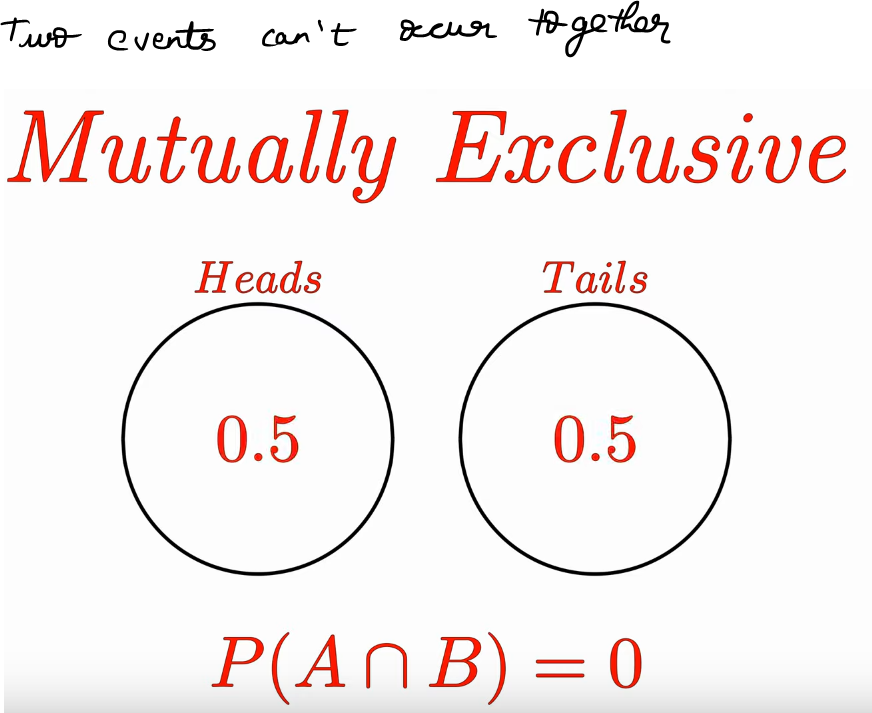 Two events can't occur together
Mutually Exclusive
Heads Tails
0.5 0.5
P(A ∩ B) = 0